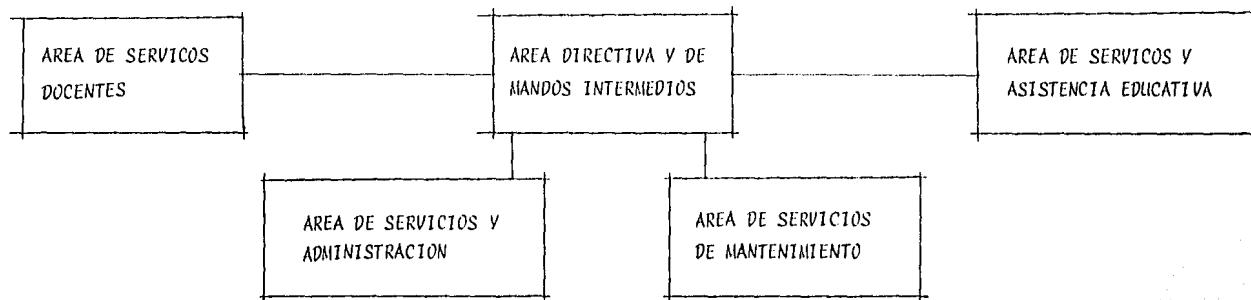 AREA DE SERVICOS
DOCENTES
AREA DIRECTIVA Y DE
MANDOS INTERMEDIOS
AREA DE SERVICOS Y
ASISTENCIA EDUCATIVA
AREA DE SERVICIOS Y
ADMINISTRACION
AREA DE SERVICIOS
DE MANTENIMIENTO